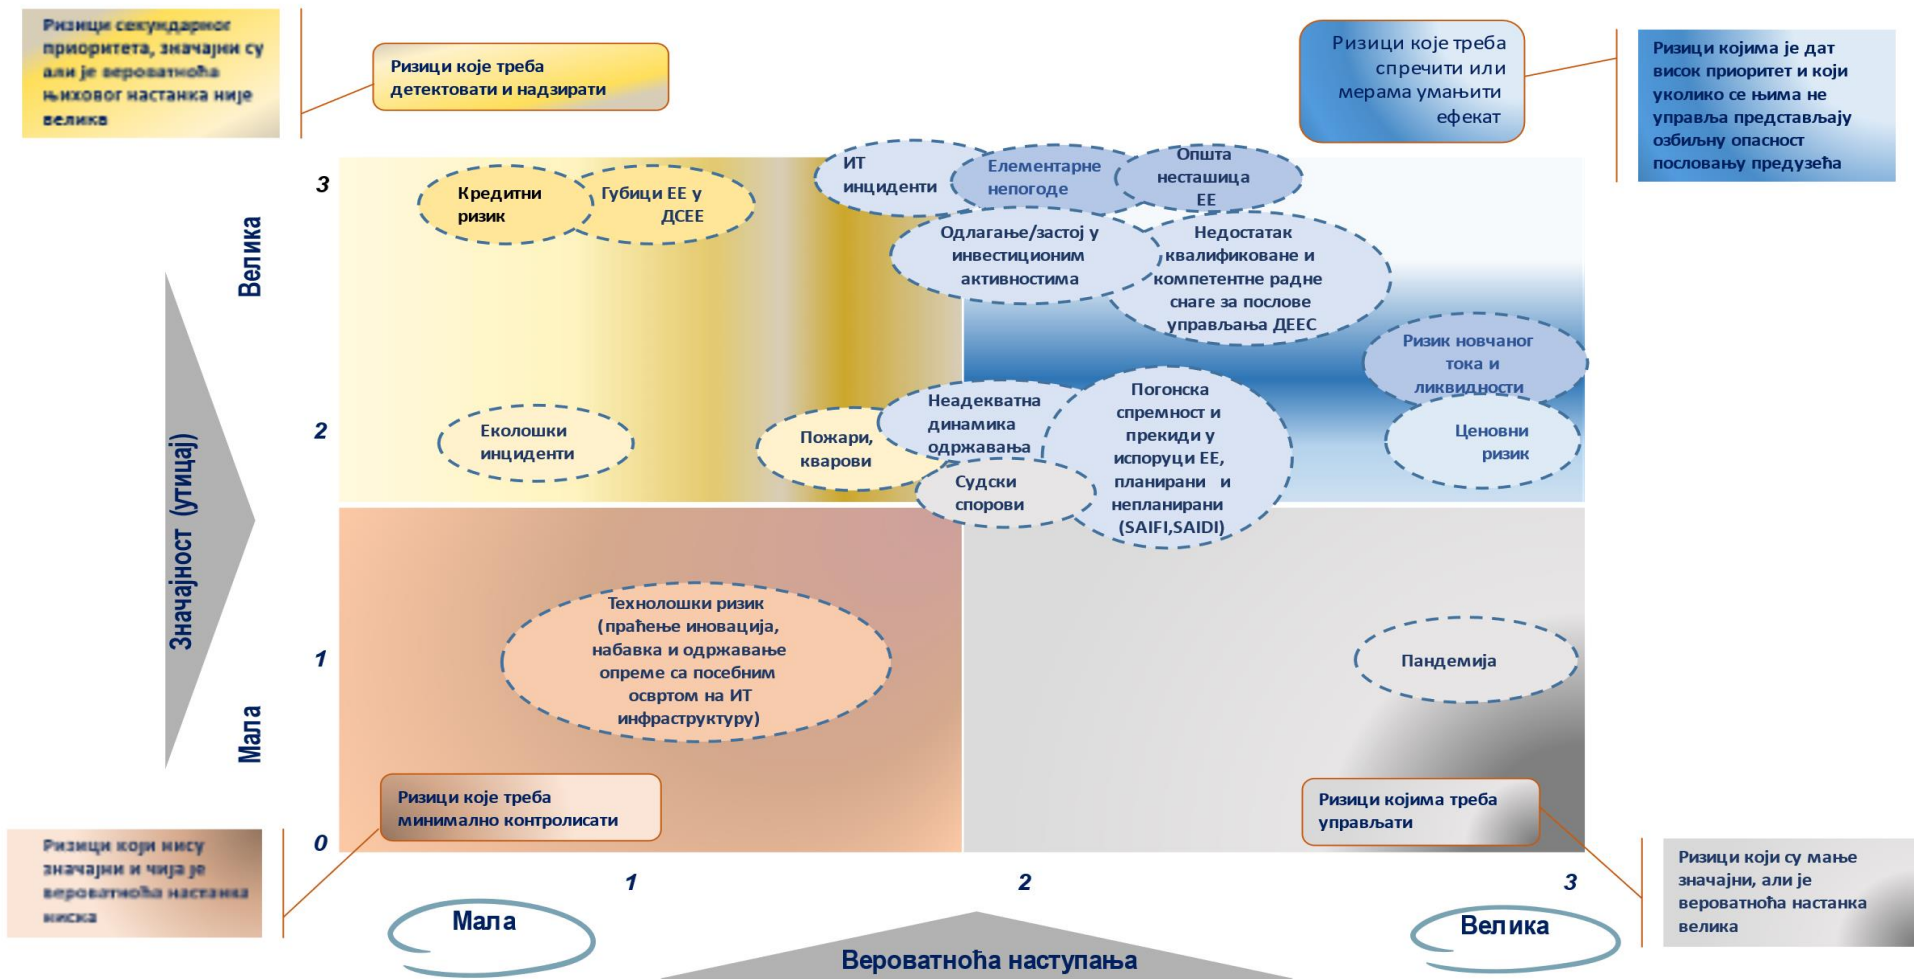 Ризици секундарног
приоритета, значајни су
али је вероватноћа
њиховог настанка није
велика
Ризици које треба
детектовати и надзирати
Ризици које треба
спречити или
мерама умањити
ефекат
Ризици којима је дат
висок приоритет и који
уколико се њима не
управља представљају
озбиљну опасност
пословању предузећа
3
Велика
Кредитни
ризик
Губици ЕЕ у
ДСЕЕ
ИТ
инциденти
Елементарне
непогоде
Општа
несташица
ЕЕ
Одлагање/застој у
инвестиционим
активностима
Недостатак
квалификоване и
компетентне радне
снаге за послове
управљања ДЕЕС
Ризик новчаног
тока и
ликвидности
2
Еколошки
инциденти
Пожари,
кварови
Неадекватна
динамика
одржавања
Судски
спорови
Погонска
спремност и
прекиди у
испоруци ЕЕ,
планирани и
непланирани
(SAIFI,SAIDI)
Ценовни
ризик
Значајност (утицај)
1
Мала
Технолошки ризик
(праћење иновација,
набавка и одржавање
опреме са посебним
освртом на ИТ
инфраструктуру)
Пандемија
Ризици које треба
минимално контролисати
Ризици којима треба
управљати
0
Ризици који нису
значајни и чија је
вероватноћа настанка
ниска
Ризици који су мање
значајни, али је
вероватноћа настанка
велика
1
2
3
Мала
Велика
Вероватноћа наступања